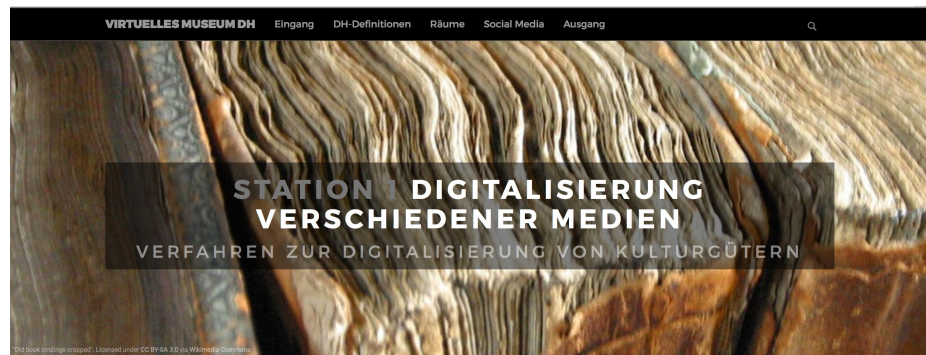 VIRTUELLES MUSEUM DH Eingang DH-Definitionen Räume Social Media Ausgang
STATION 1 DIGITALISIERUNG
VERSCHIEDENER MEDIEN
VERFAHREN ZUR DIGITALISIERUNG VON KULTURGÜTERN
"Old book bindings-cropped". Licensed under CC BY-SA 3.0 via Wikimedia Commons